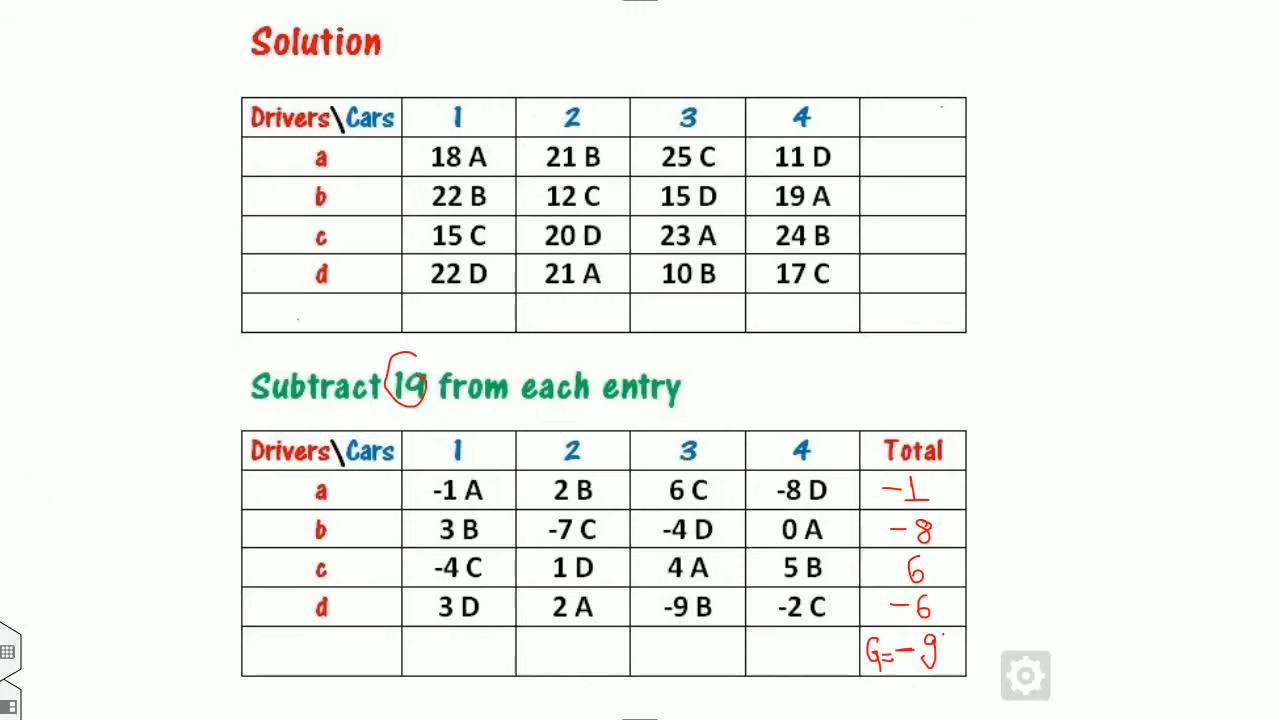 Solution
Drivers\Cars 1 2 3 4
a 18 A 21 B 25 C 11 D
b 22 B 12 C 15 D 19 A
c 15 C 20 D 23 A 24 B
d 22 D 21 A 10 B 17 C
Subtract 19 from each entry
Drivers\Cars 1 2 3 4 Total
a -1 A 2 B 6 C -8 D -1
b 3 B -7 C -4 D 0 A -8
c -4 C 1 D 4 A 5 B 6
d 3 D 2 A -9 B -2 C -6
G=-9